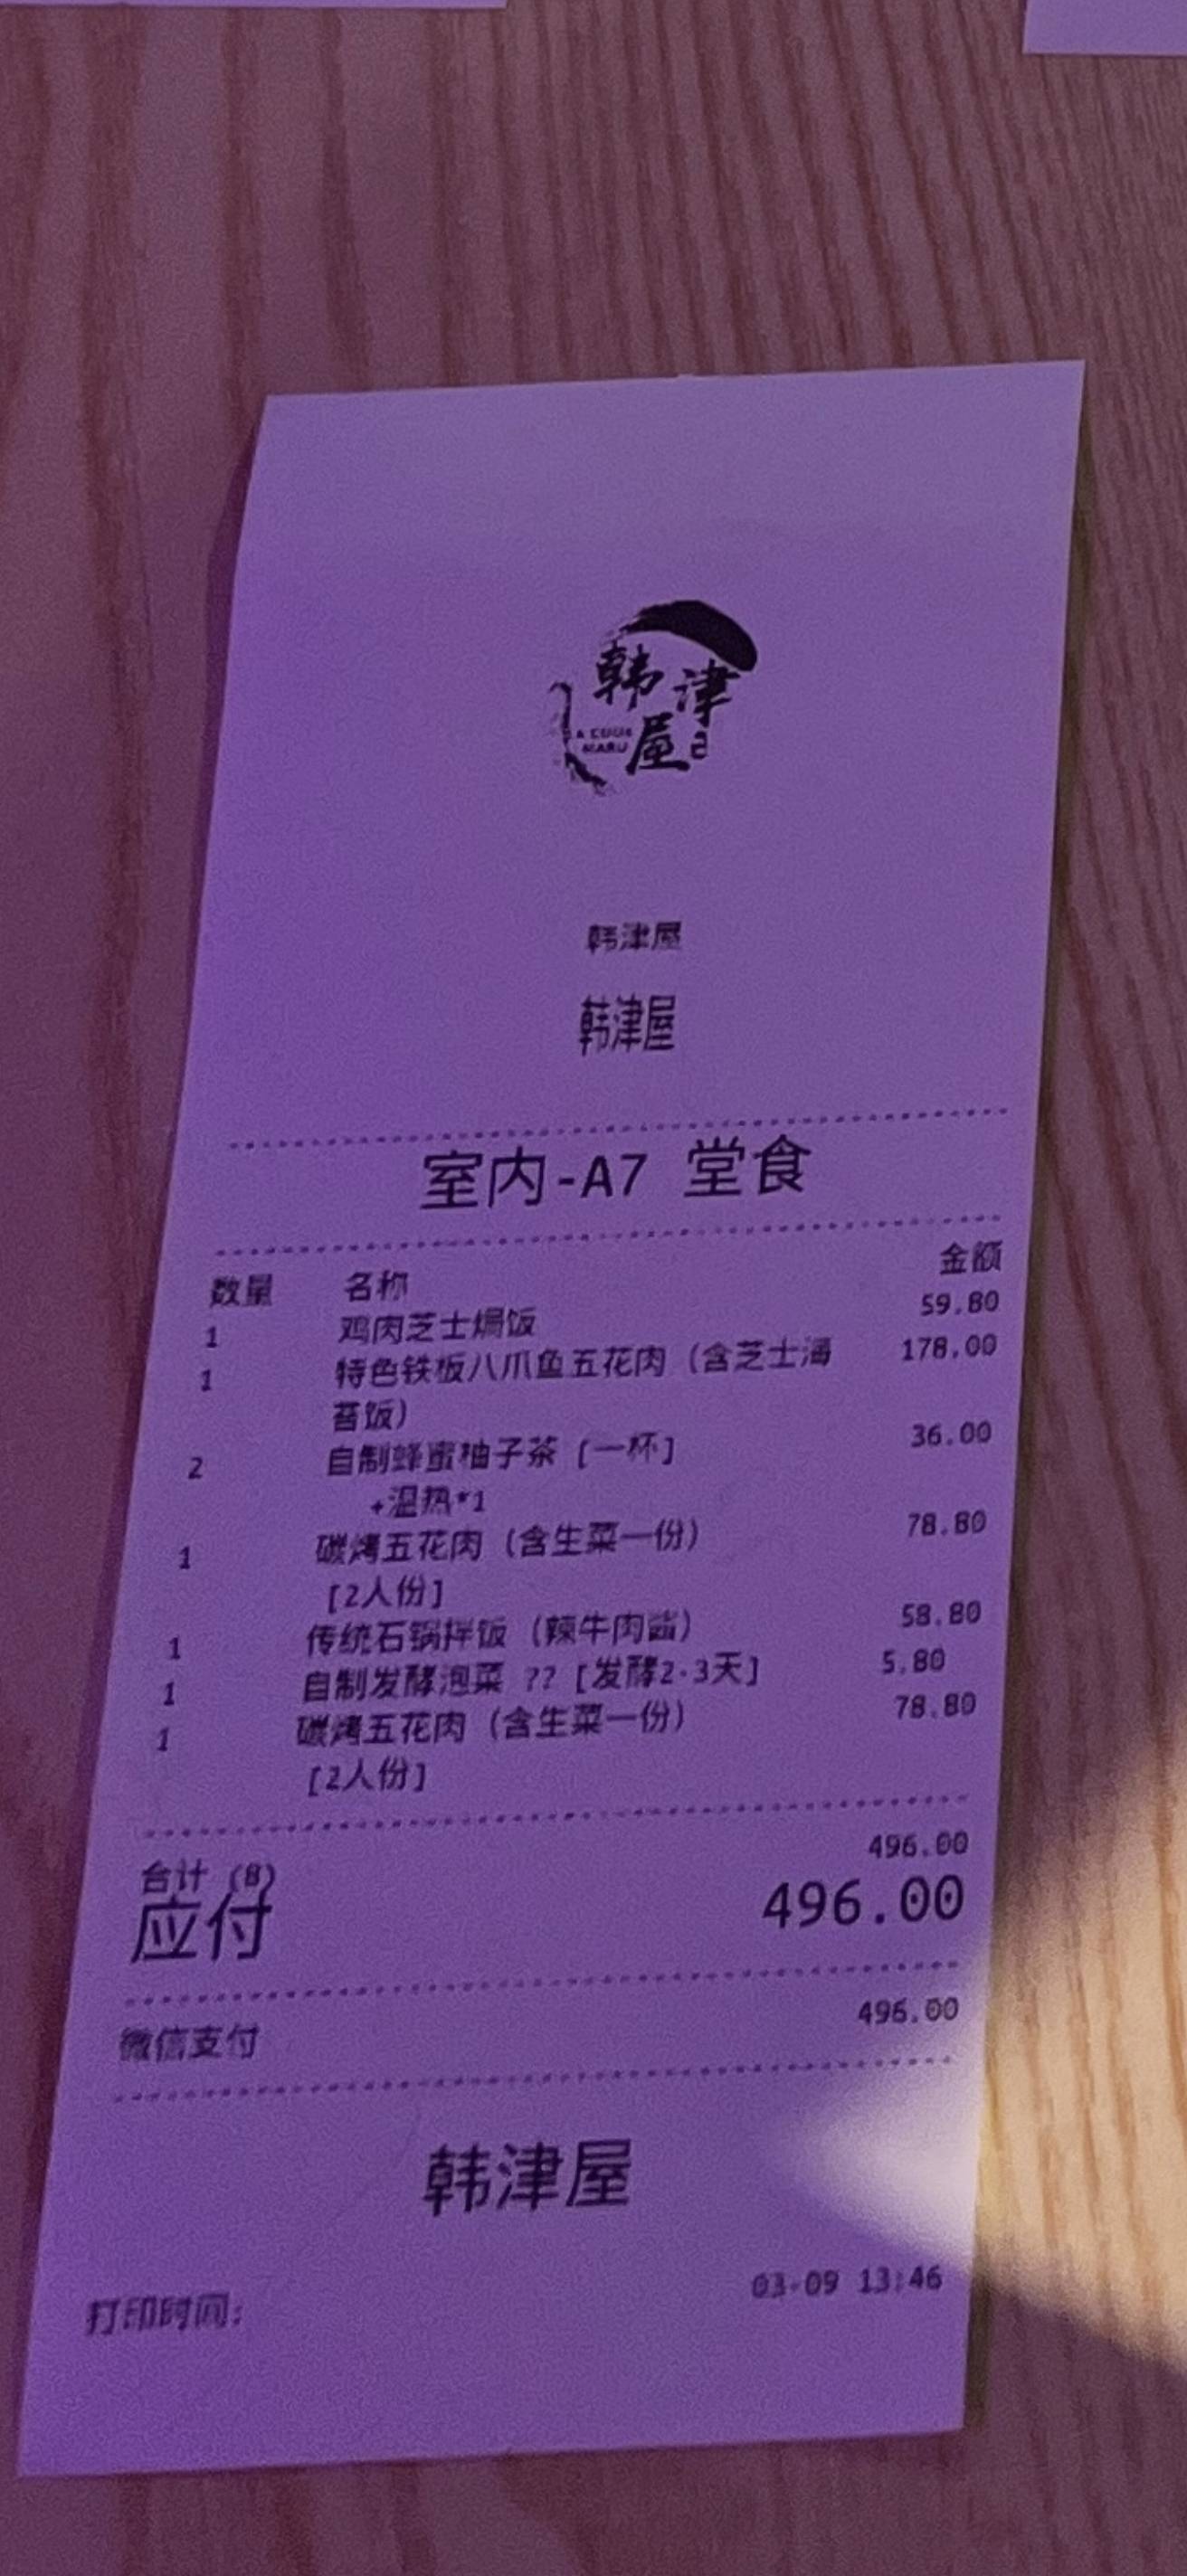 韩津
屋2
韩津屋
韩津屋
室内-A7 堂食
数量 名称 金额
1 鸡肉芝士焗饭 59.80
1 特色铁板八爪鱼五花肉（含芝士海 178.00
苔饭）
2 自制蜂蜜柚子茶 [一杯] 36.00
+温热*1
1 碳烤五花肉（含生菜一份） 78.80
[2人份]
1 传统石锅拌饭（辣牛肉酱） 58.80
1 自制发酵泡菜 ?? [发酵2-3天] 5.80
1 碳烤五花肉（含生菜一份） 78.80
[2人份]
合计 (8) 496.00
应付 496.00
微信支付 496.00
韩津屋
打印时间: 03-09 13:46